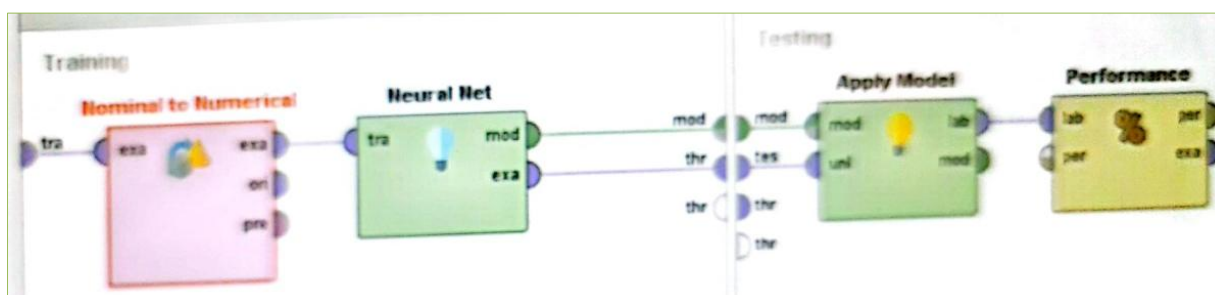 Training
Nominal to Numerical
tra
exa
exa
ori
pre
Neural Net
tra
mod
exa
mod
thr
thr
Testing
mod
tes
thr
thr
Apply Model
mod
unl
lab
mod
Performance
lab
per
per
exa